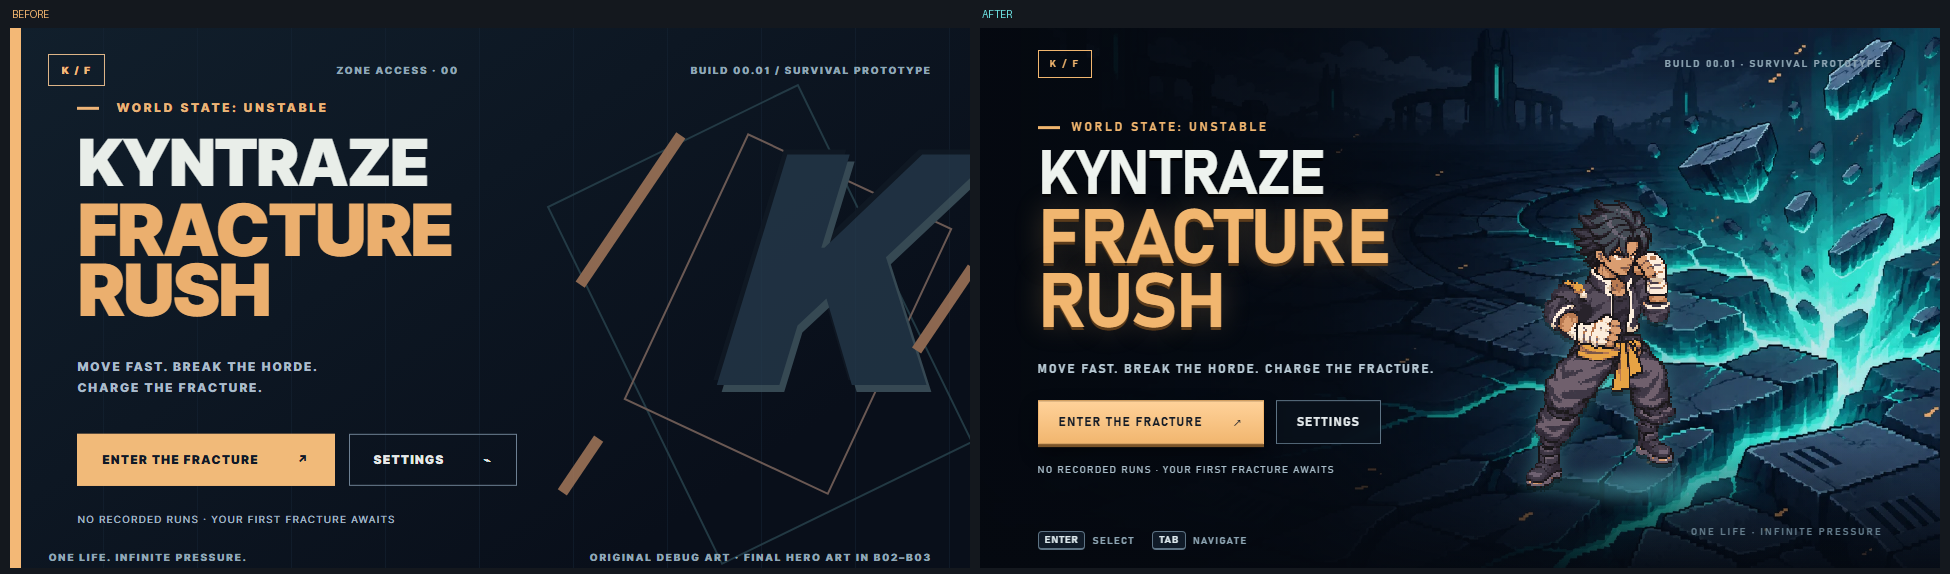 BEFORE
K / F
ZONE ACCESS · 00
BUILD 00.01 / SURVIVAL PROTOTYPE
WORLD STATE: UNSTABLE
KYNTRAZE
FRACTURE
RUSH
MOVE FAST. BREAK THE HORDE.
CHARGE THE FRACTURE.
ENTER THE FRACTURE ↗
SETTINGS
NO RECORDED RUNS · YOUR FIRST FRACTURE AWAITS
ONE LIFE. INFINITE PRESSURE.
ORIGINAL DEBUG ART · FINAL HERO ART IN B02–B03
K
AFTER
K / F
BUILD 00.01 · SURVIVAL PROTOTYPE
WORLD STATE: UNSTABLE
KYNTRAZE
FRACTURE
RUSH
MOVE FAST. BREAK THE HORDE. CHARGE THE FRACTURE.
ENTER THE FRACTURE ↗
SETTINGS
NO RECORDED RUNS · YOUR FIRST FRACTURE AWAITS
ENTER SELECT TAB NAVIGATE
ONE LIFE · INFINITE PRESSURE